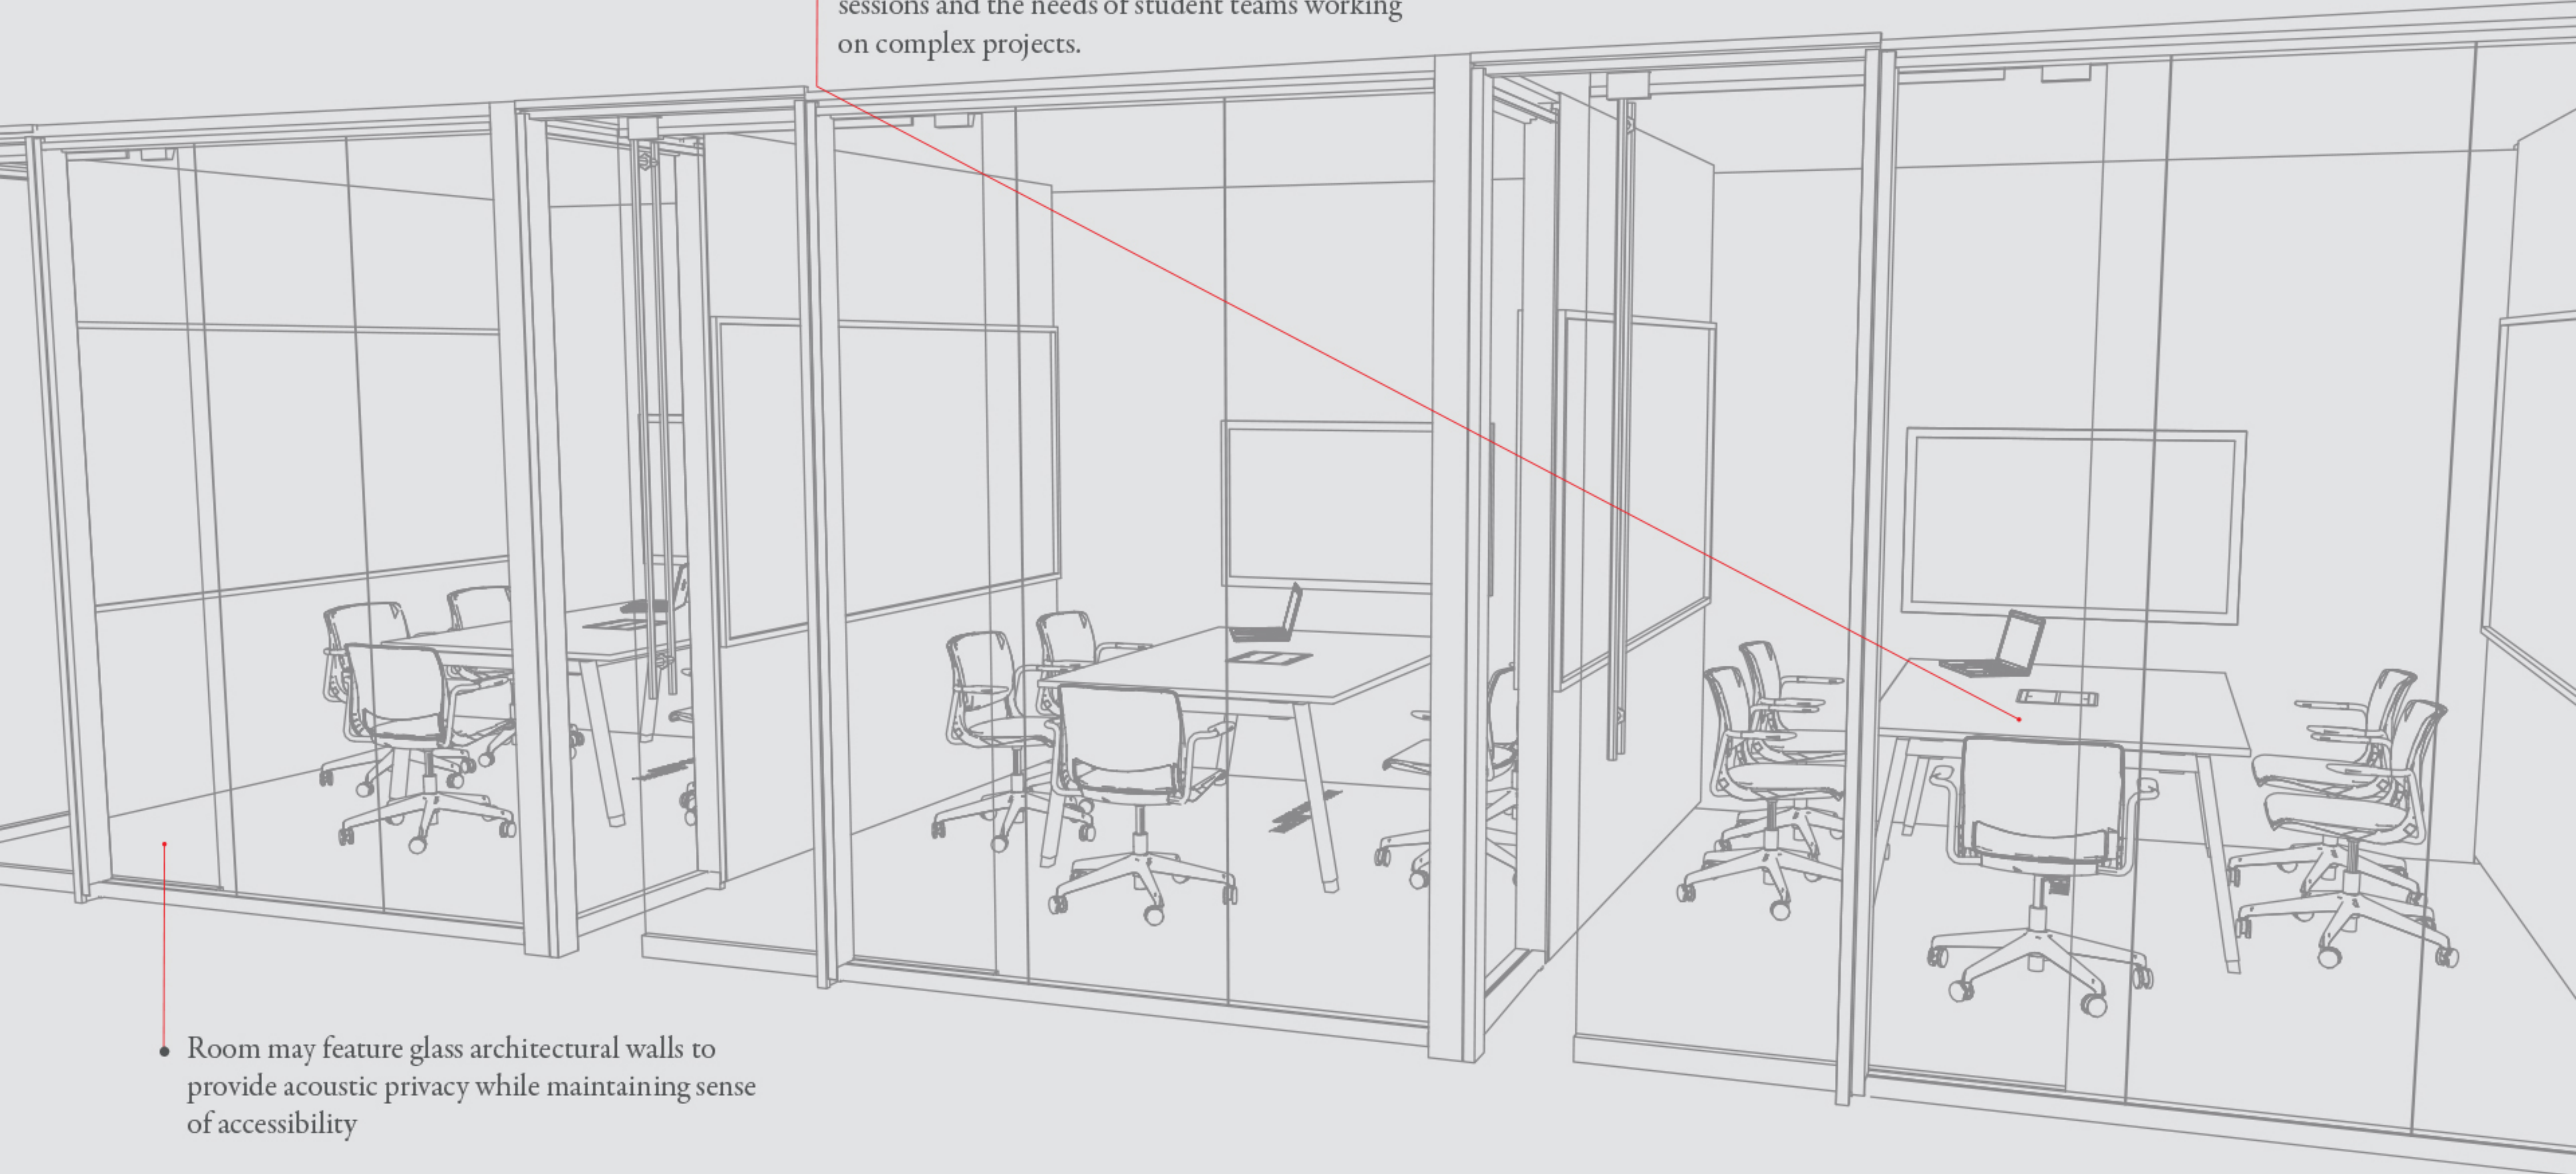 sessions and the needs of student teams working
on complex projects.
Room may feature glass architectural walls to
provide acoustic privacy while maintaining sense
of accessibility